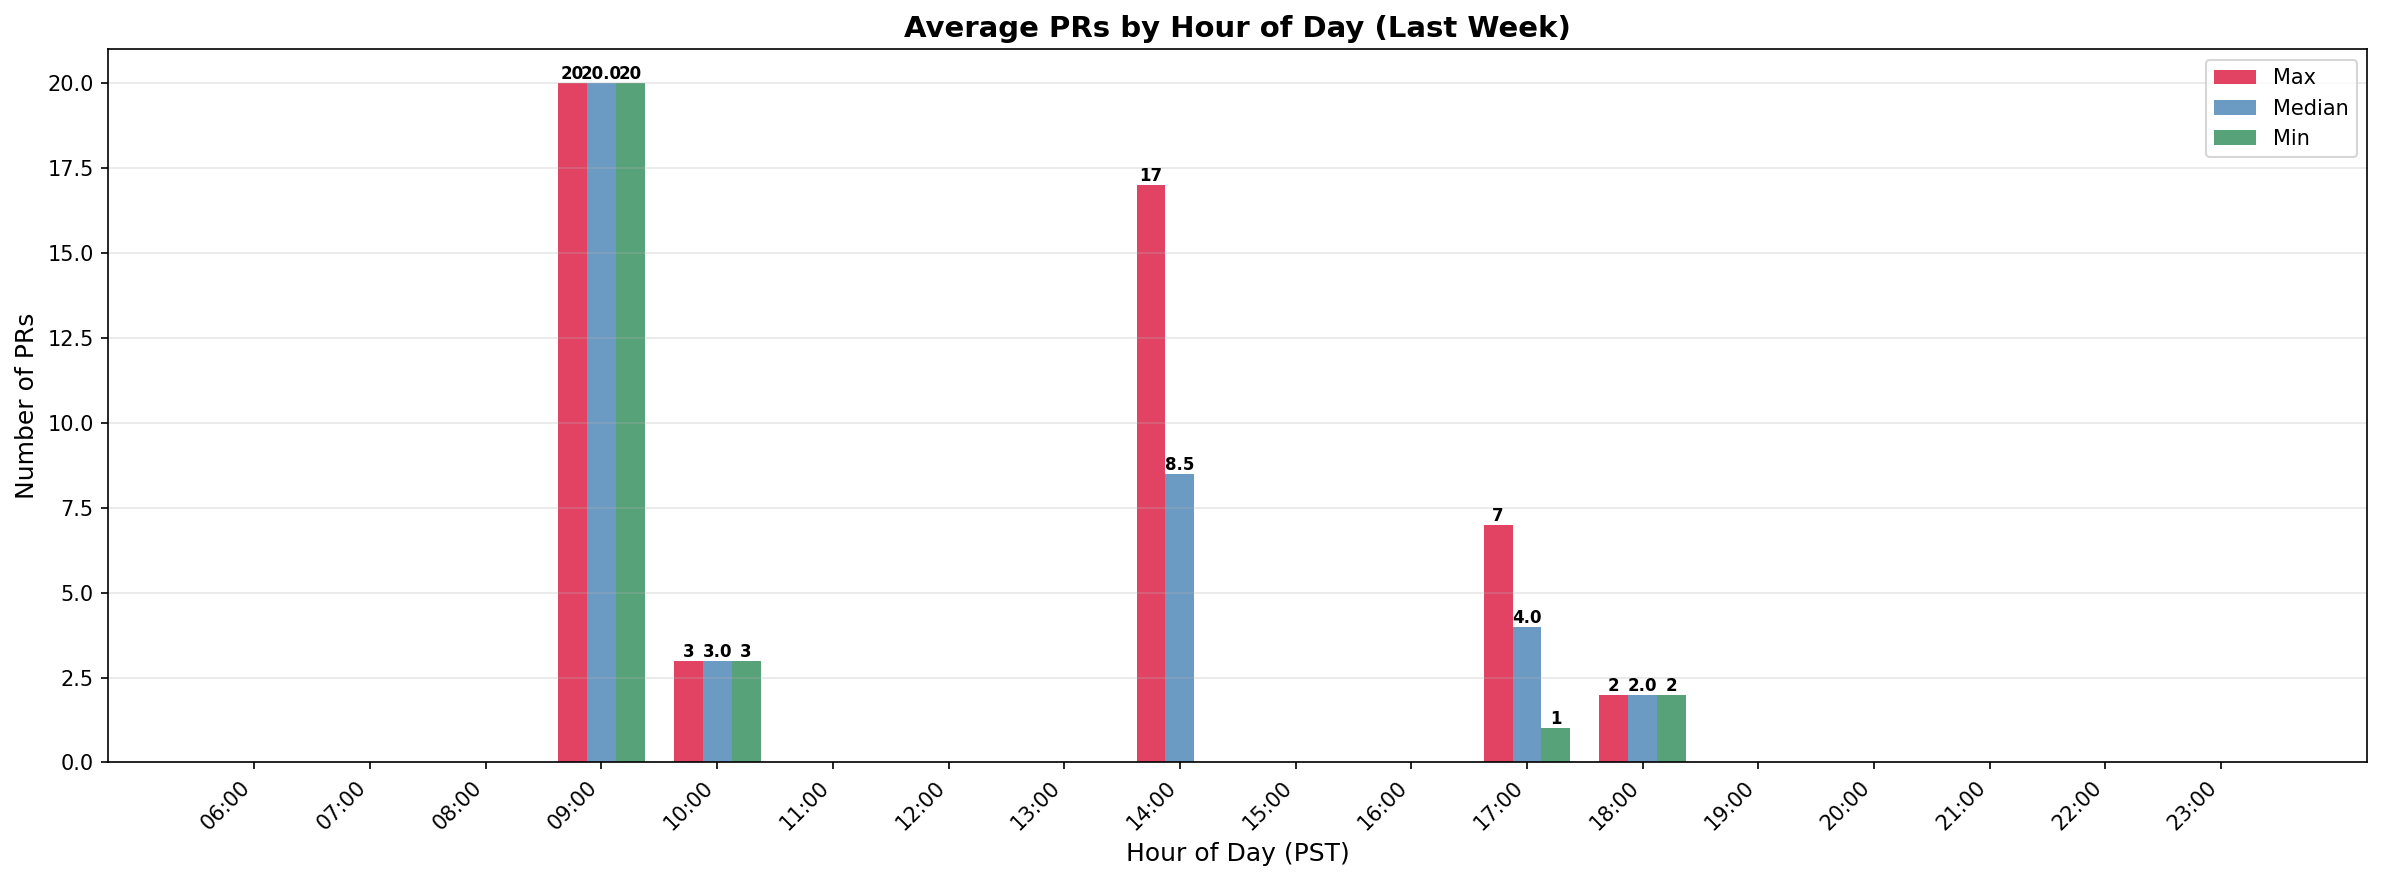 Average PRs by Hour of Day (Last Week)
Max
Median
Min
Number of PRs
20.0
17.5
15.0
12.5
10.0
7.5
5.0
2.5
0.0
20 20.0 20
3 3.0 3
17
8.5
7
4.0
1
2 2.0 2
06:00 07:00 08:00 09:00 10:00 11:00 12:00 13:00 14:00 15:00 16:00 17:00 18:00 19:00 20:00 21:00 22:00 23:00
Hour of Day (PST)